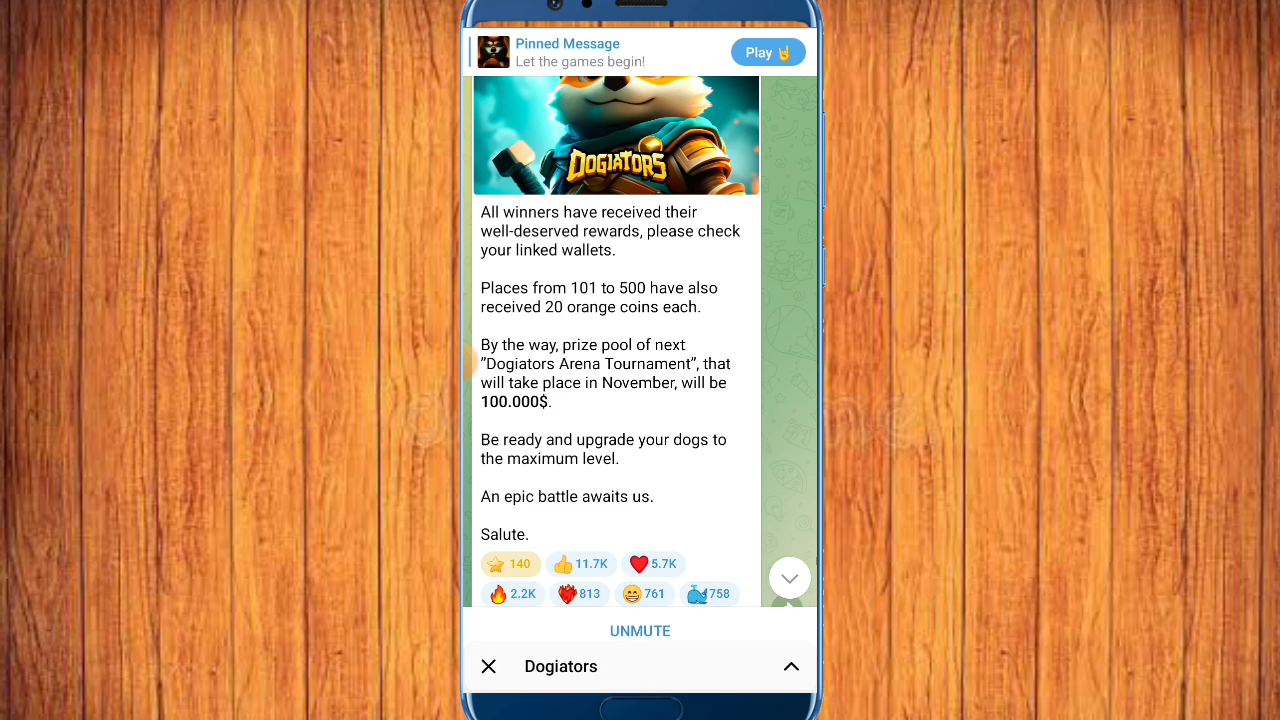 Pinned Message
Let the games begin!
Play 🤘
DOGIATORS
All winners have received their
well-deserved rewards, please check
your linked wallets.
Places from 101 to 500 have also
received 20 orange coins each.
By the way, prize pool of next
”Dogiators Arena Tournament”, that
will take place in November, will be
100.000$.
Be ready and upgrade your dogs to
the maximum level.
An epic battle awaits us.
Salute.
⭐ 140 👍 11.7K ❤️ 5.7K
🔥 2.2K ❤️‍🔥 813 😁 761 🐳 758
UNMUTE
Dogiators